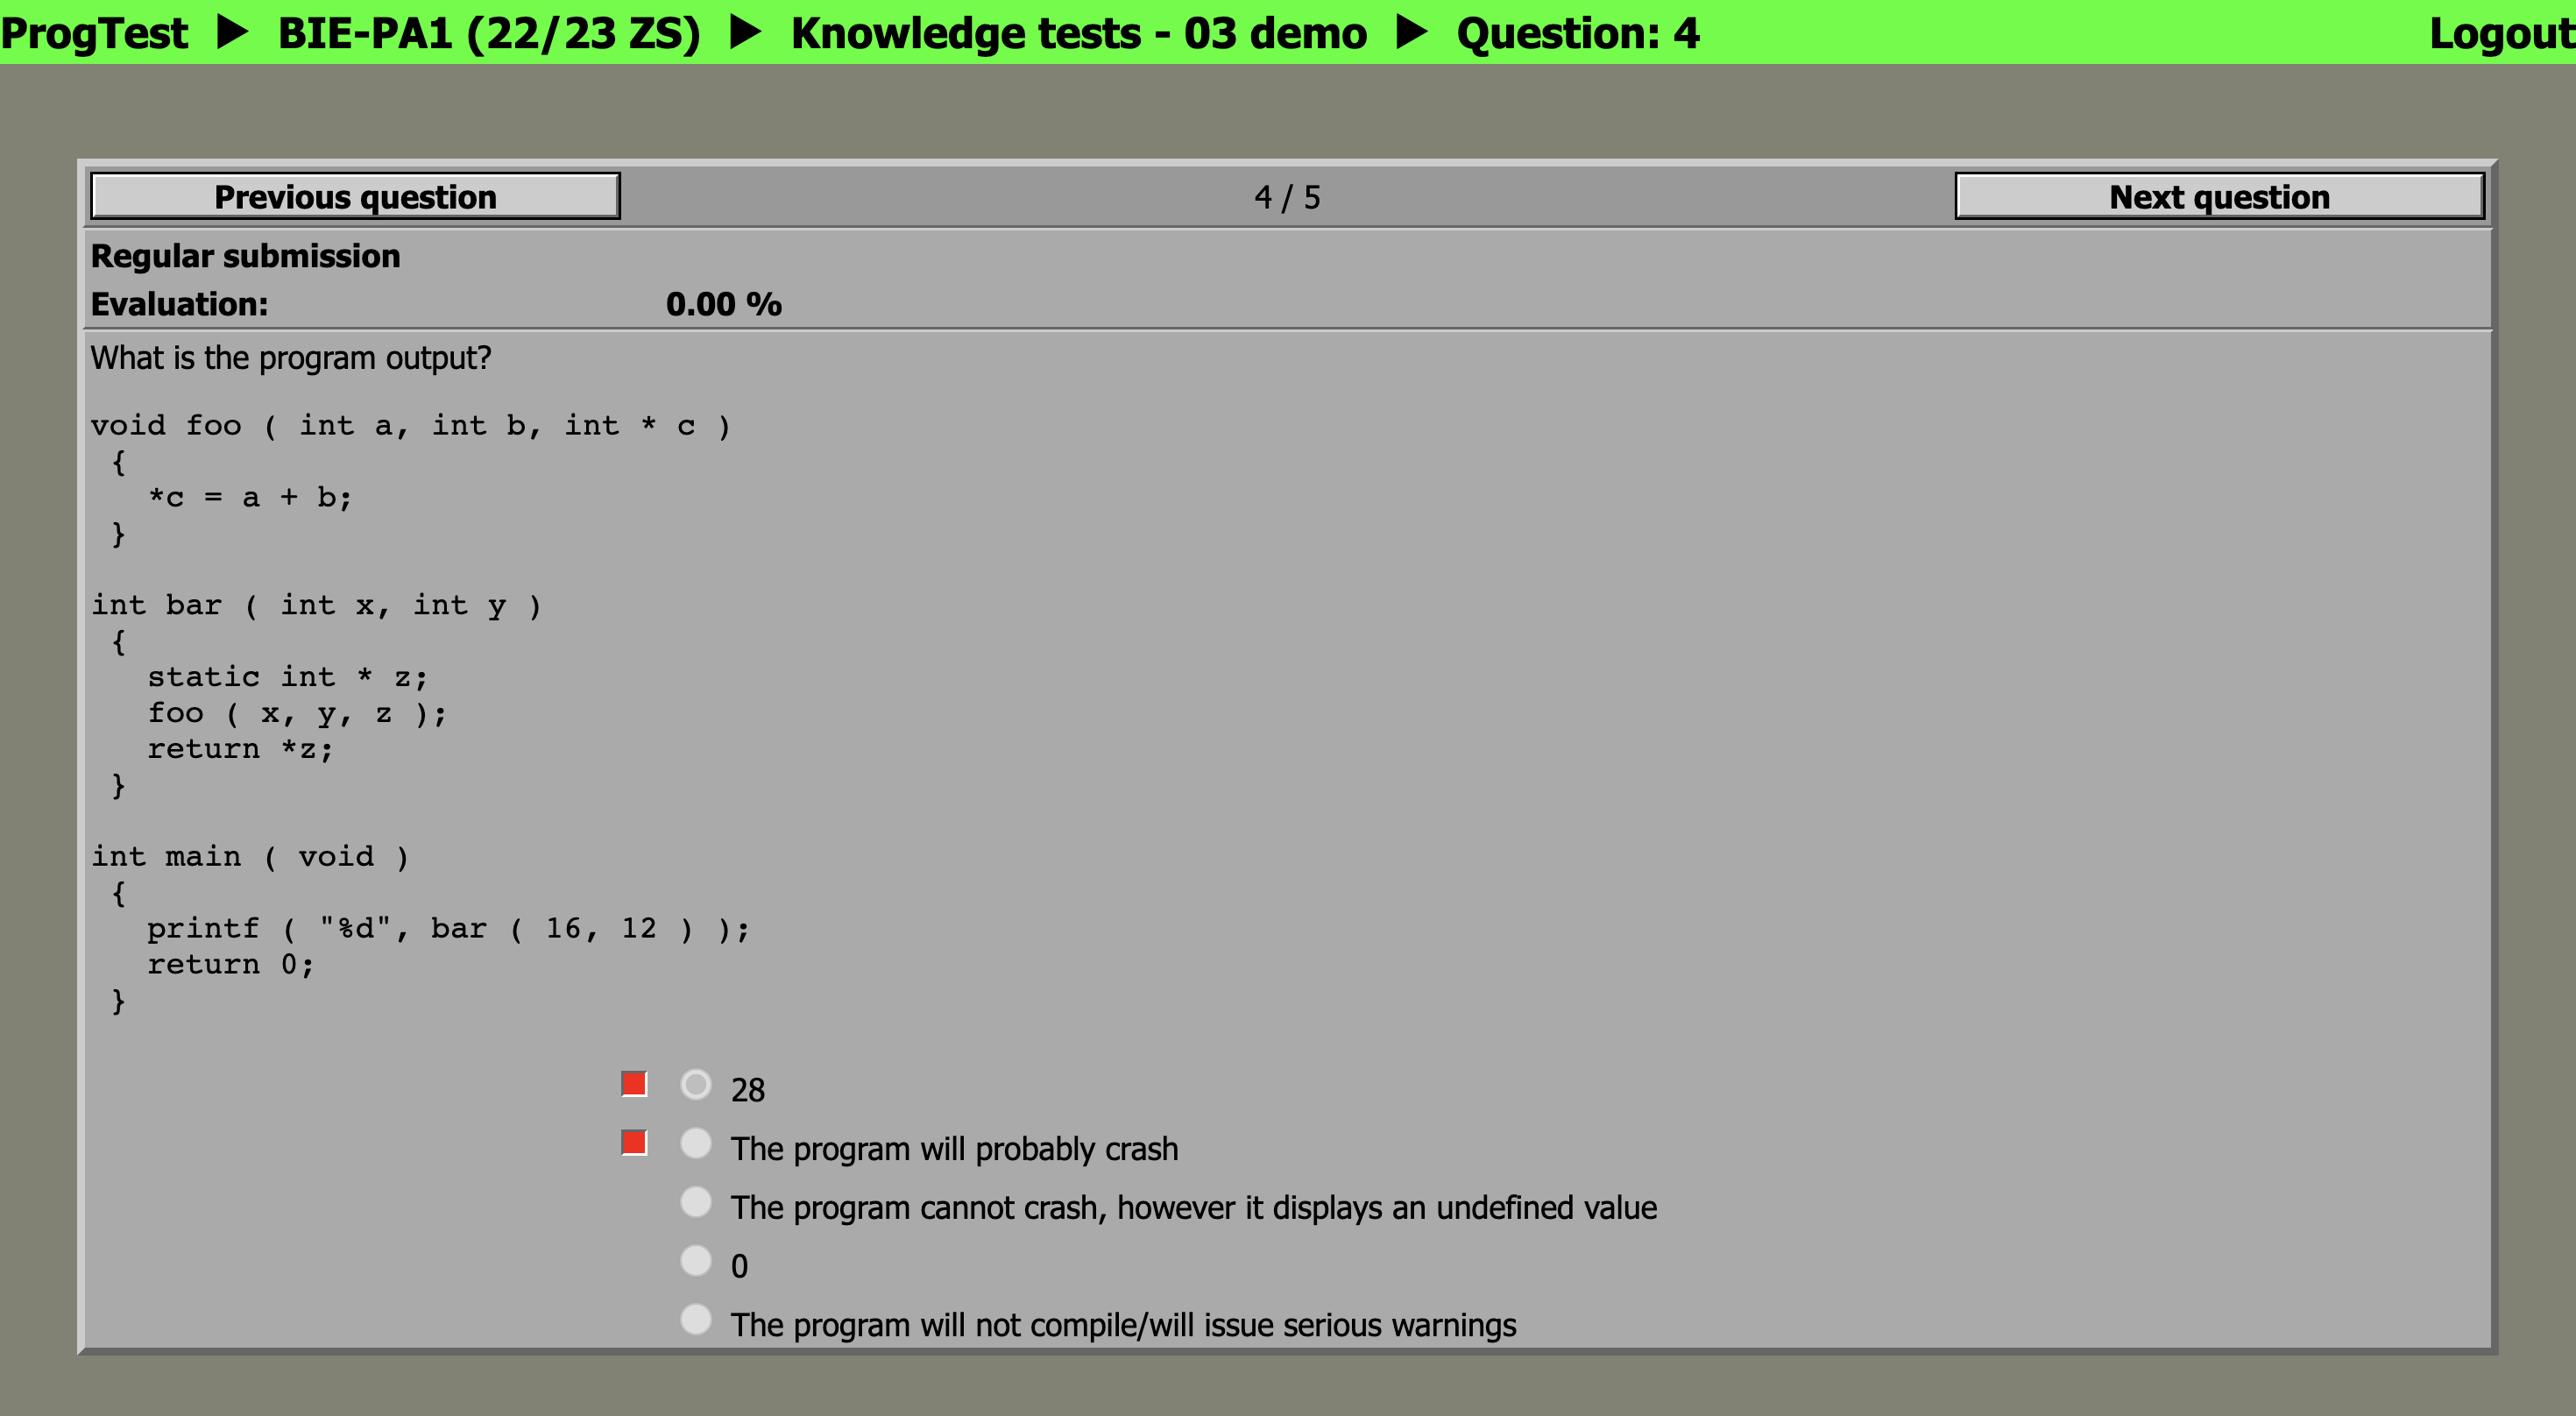 ProgTest ▶ BIE-PA1 (22/23 ZS) ▶ Knowledge tests - 03 demo ▶ Question: 4 Logout
Previous question 4 / 5 Next question
Regular submission
Evaluation: 0.00 %
What is the program output?
void foo ( int a, int b, int * c )
{
*c = a + b;
}
int bar ( int x, int y )
{
static int * z;
foo ( x, y, z );
return *z;
}
int main ( void )
{
printf ( "%d", bar ( 16, 12 ) );
return 0;
}
28
The program will probably crash
The program cannot crash, however it displays an undefined value
0
The program will not compile/will issue serious warnings